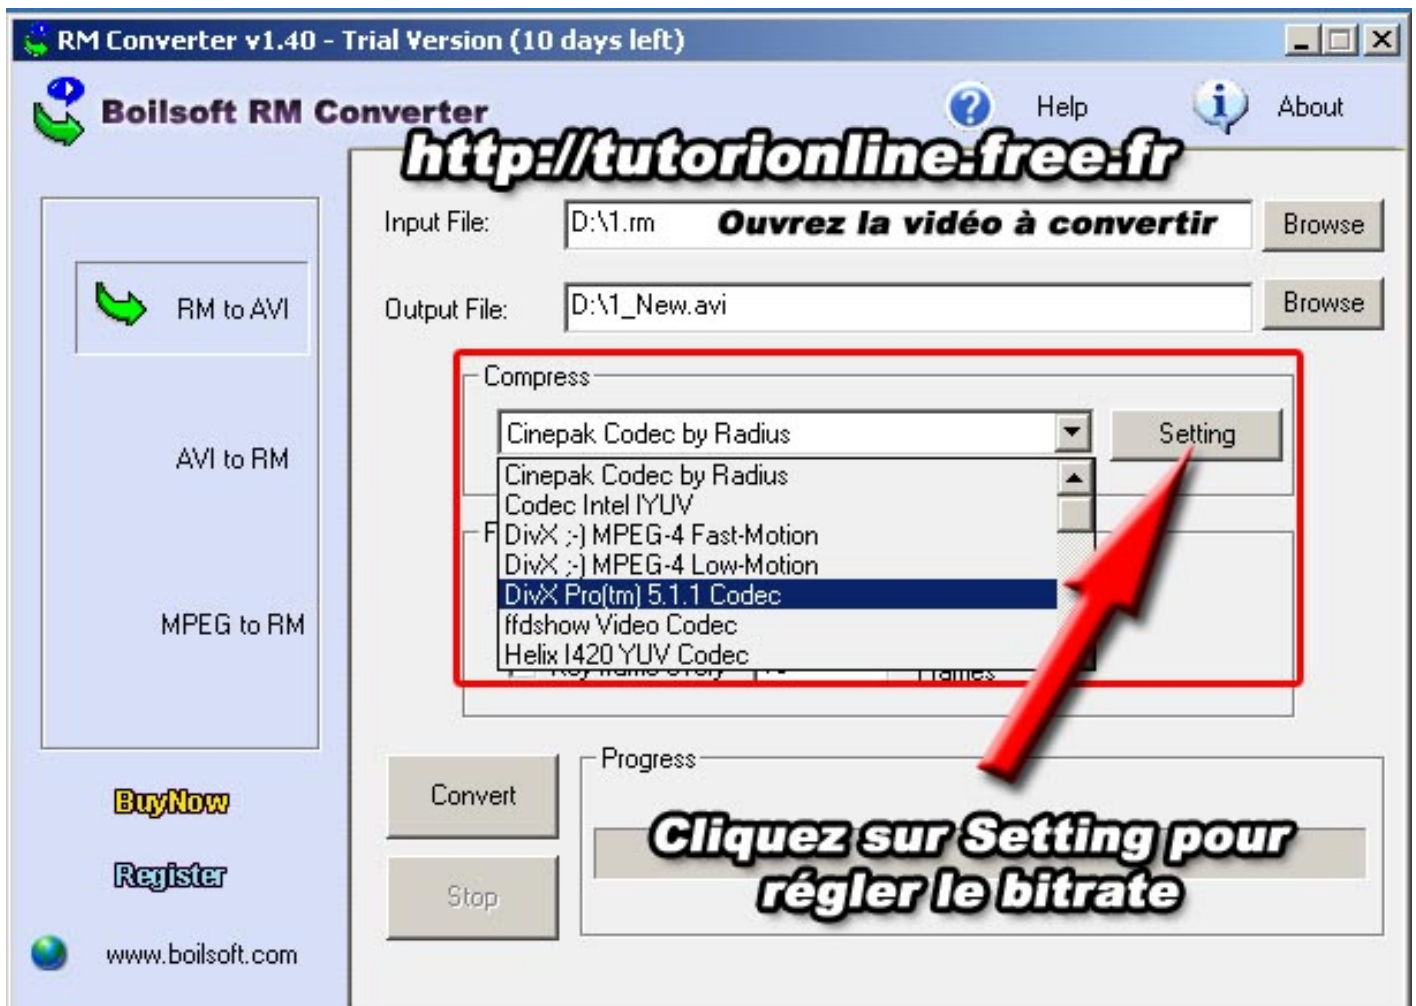 RM Converter v1.40 - Trial Version (10 days left)
Boilsoft RM Converter
Help
About
http://tutorionline.free.fr
Input File:
D:\1.rm
Ouvrez la vidéo à convertir
Browse
RM to AVI
Output File:
D:\1_New.avi
Browse
Compress
Cinepak Codec by Radius
Setting
AVI to RM
Cinepak Codec by Radius
Codec Intel IYUV
F
DivX ;-) MPEG-4 Fast-Motion
DivX ;-) MPEG-4 Low-Motion
DivX Pro(tm) 5.1.1 Codec
ffdshow Video Codec
Helix I420 YUV Codec
MPEG to RM
Frames
Progress
Convert
BuyNow
Cliquez sur Setting pour
régler le bitrate
Register
Stop
www.boilsoft.com